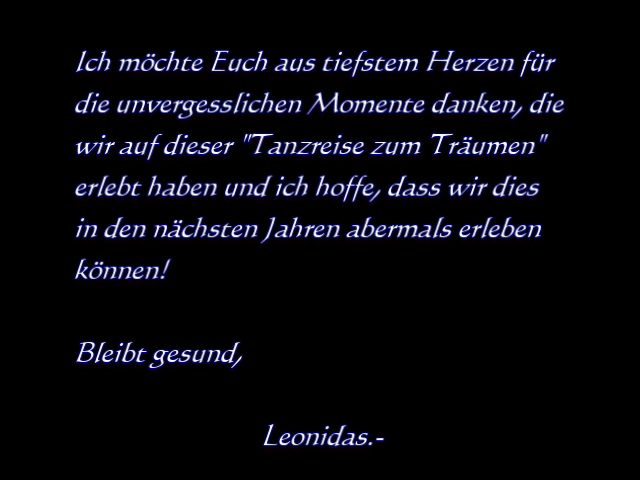 Ich möchte Euch aus tiefstem Herzen für
die unvergesslichen Momente danken, die
wir auf dieser "Tanzreise zum Träumen"
erlebt haben und ich hoffe, dass wir dies
in den nächsten Jahren abermals erleben
können!
Bleibt gesund,
Leonidas.-